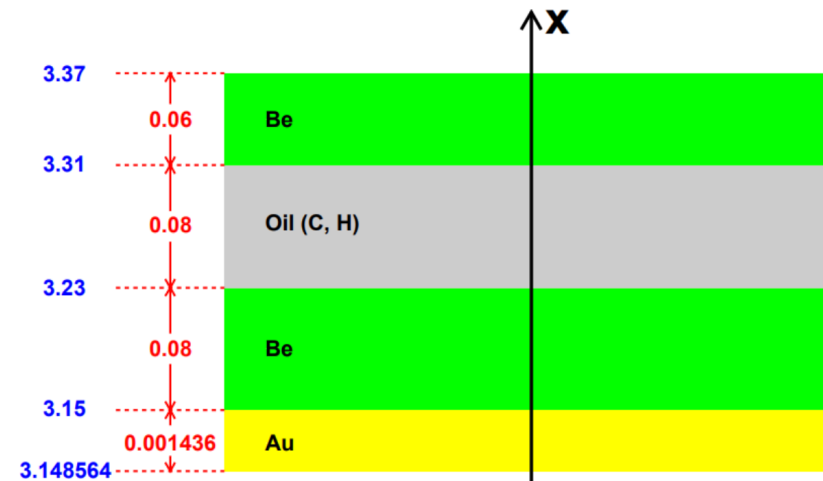 X
3.37
0.06 Be
3.31
0.08 Oil (C, H)
3.23
0.08 Be
3.15
0.001436 Au
3.148564